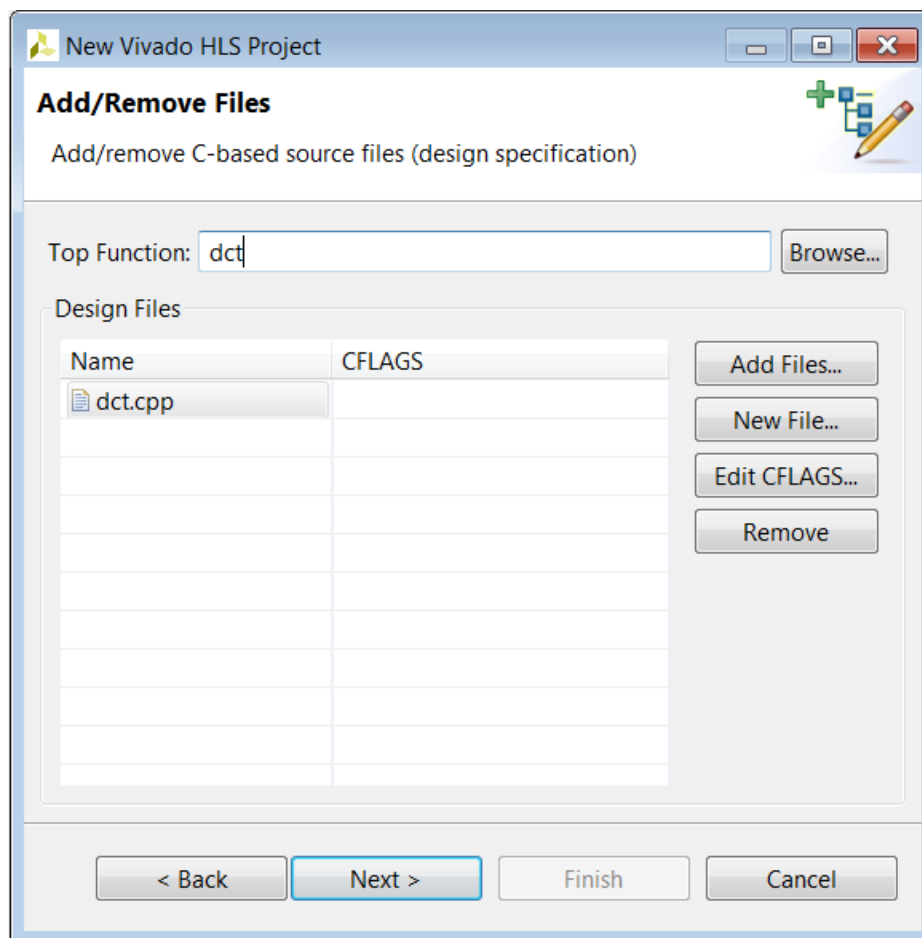 New Vivado HLS Project
Add/Remove Files
Add/remove C-based source files (design specification)
Top Function: dct Browse...
Design Files
Name CFLAGS Add Files...
dct.cpp
New File...
Edit CFLAGS...
Remove
< Back Next > Finish Cancel